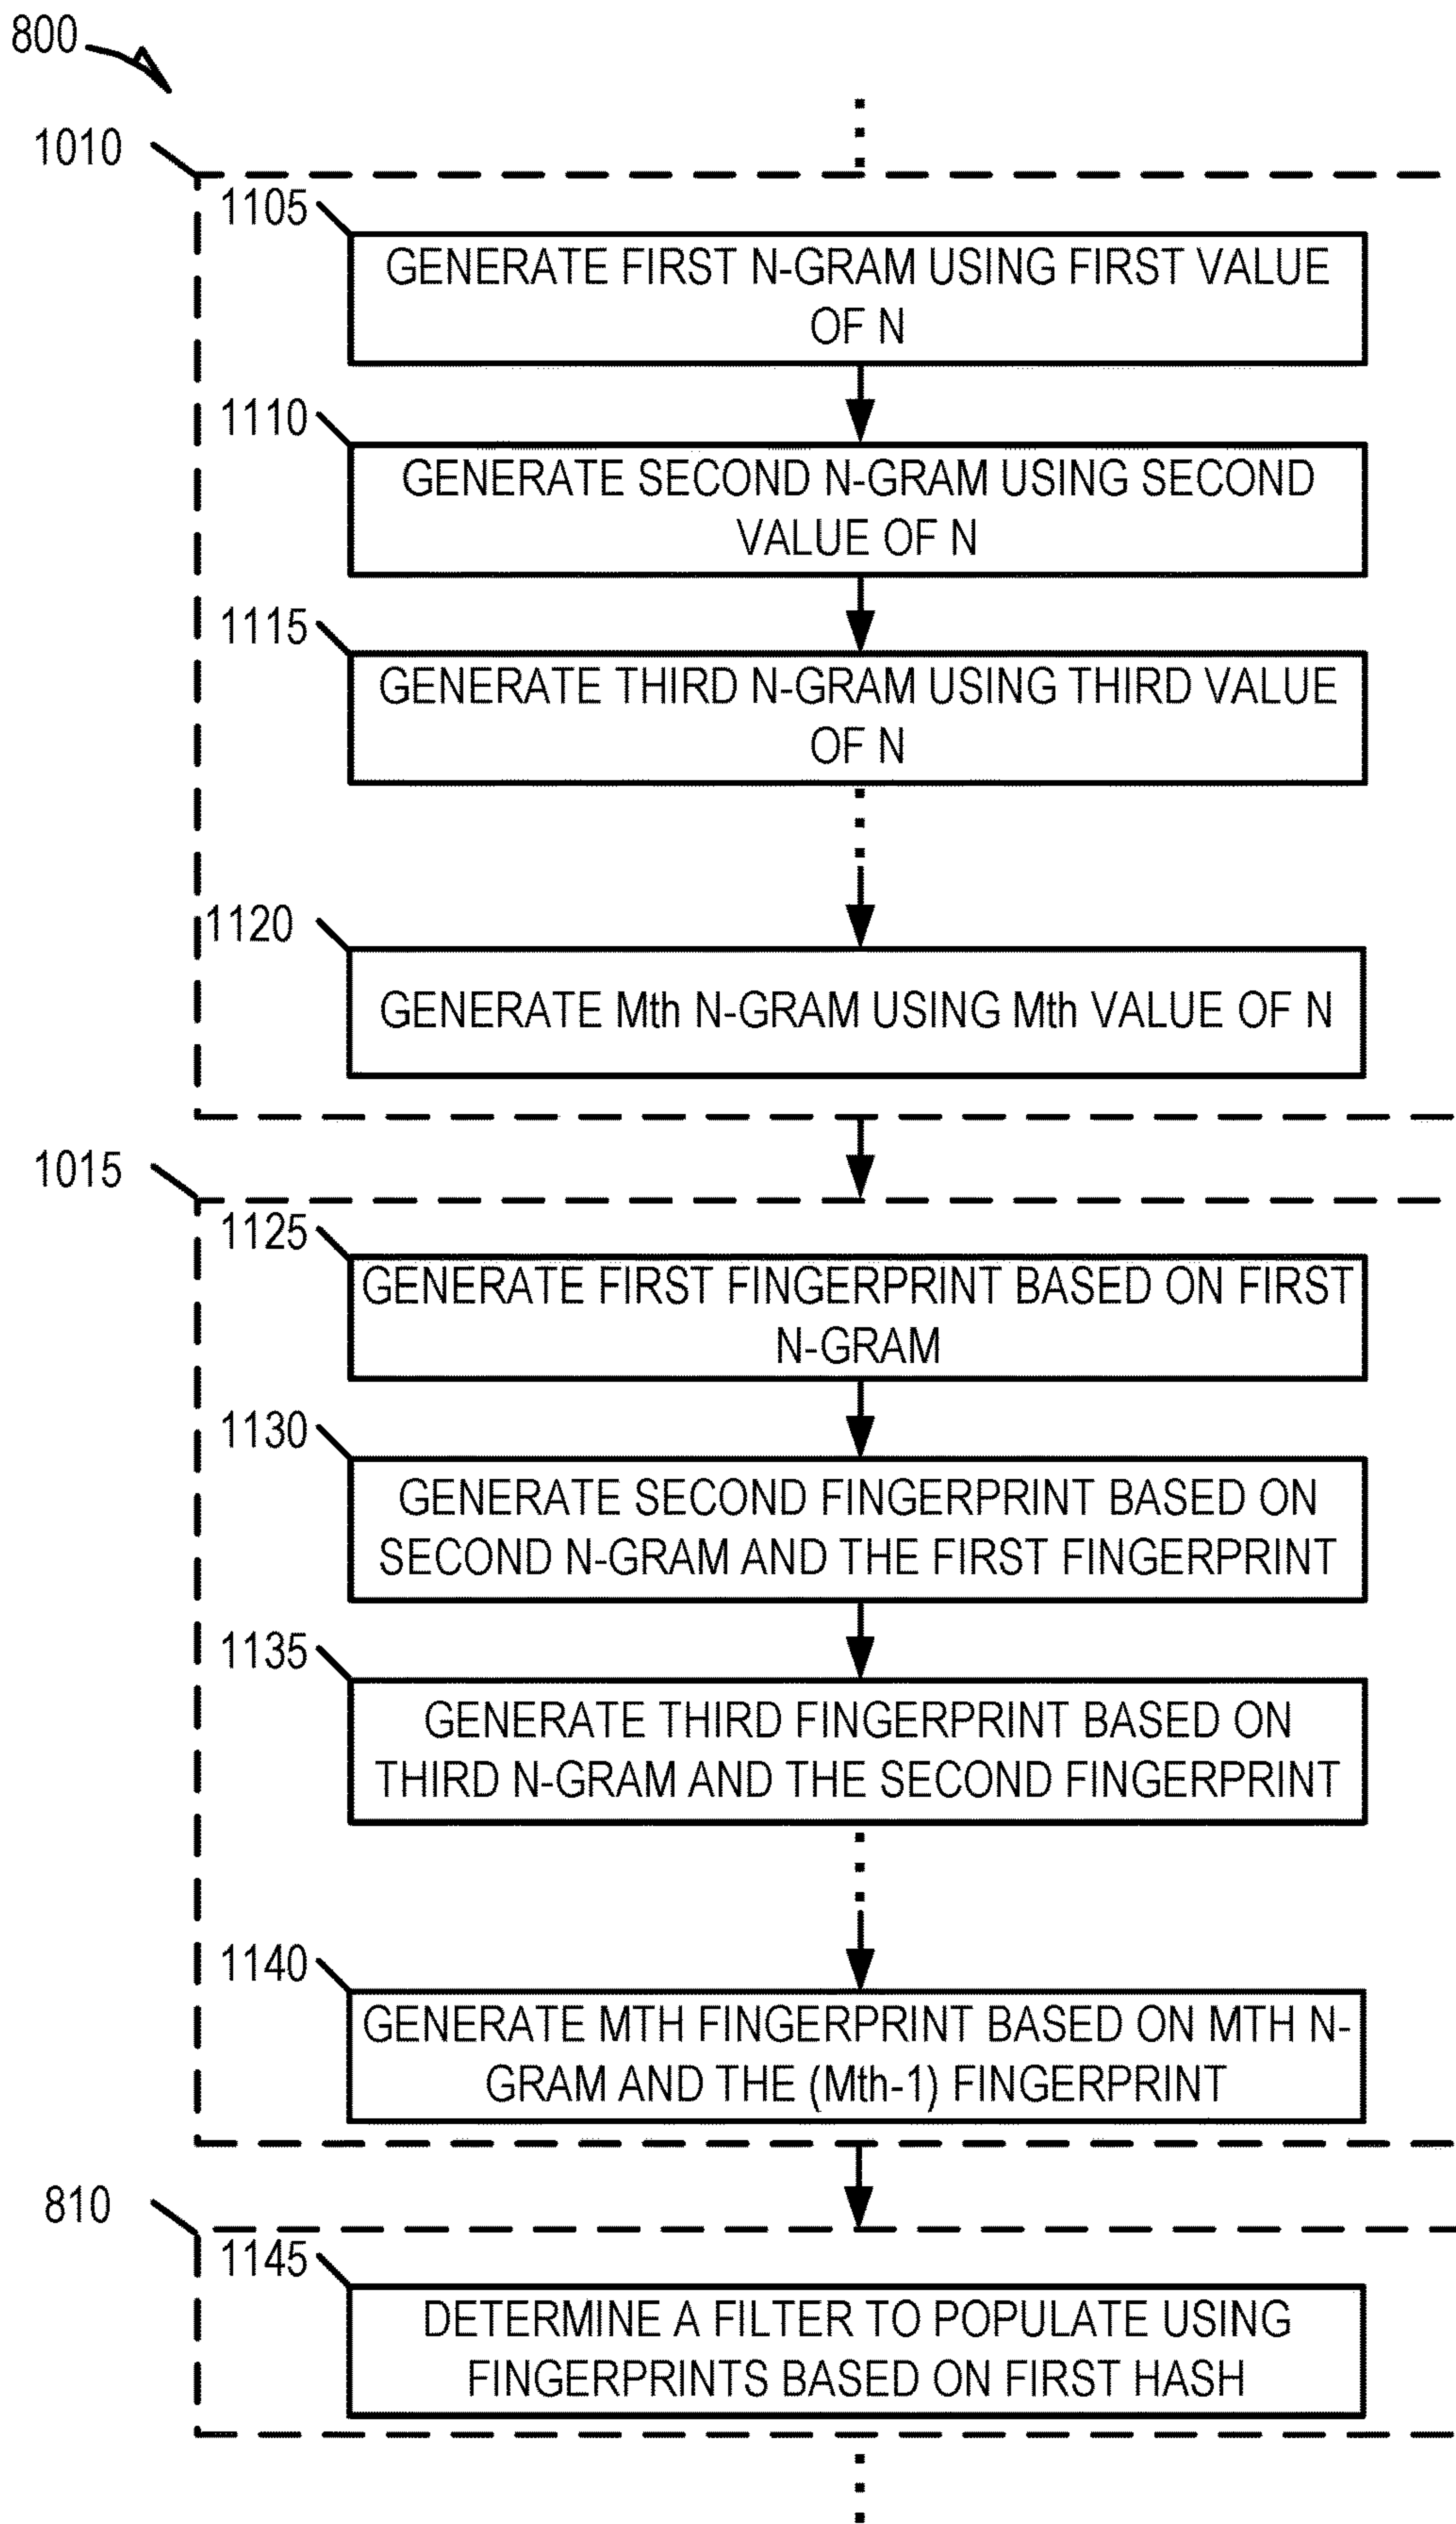 800
1010
1105
GENERATE FIRST N-GRAM USING FIRST VALUE
OF N
1110
GENERATE SECOND N-GRAM USING SECOND
VALUE OF N
1115
GENERATE THIRD N-GRAM USING THIRD VALUE
OF N
1120
GENERATE Mth N-GRAM USING Mth VALUE OF N
1015
1125
GENERATE FIRST FINGERPRINT BASED ON FIRST
N-GRAM
1130
GENERATE SECOND FINGERPRINT BASED ON
SECOND N-GRAM AND THE FIRST FINGERPRINT
1135
GENERATE THIRD FINGERPRINT BASED ON
THIRD N-GRAM AND THE SECOND FINGERPRINT
1140
GENERATE MTH FINGERPRINT BASED ON MTH N-
GRAM AND THE (Mth-1) FINGERPRINT
810
1145
DETERMINE A FILTER TO POPULATE USING
FINGERPRINTS BASED ON FIRST HASH